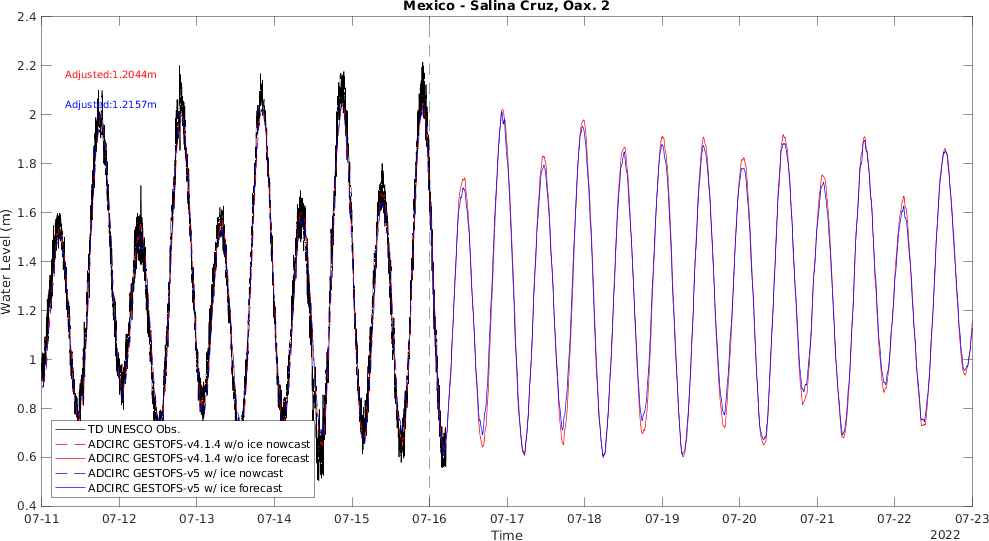 Mexico - Salina Cruz, Oax. 2
2.4
2.2
2
1.8
1.6
1.4
1.2
1
0.8
0.6
0.4
Water Level (m)
Adjusted:1.2044m
Adjusted:1.2157m
TD UNESCO Obs.
ADCIRC GESTOFS-v4.1.4 w/o ice nowcast
ADCIRC GESTOFS-v4.1.4 w/o ice forecast
ADCIRC GESTOFS-v5 w/ ice nowcast
ADCIRC GESTOFS-v5 w/ ice forecast
07-11 07-12 07-13 07-14 07-15 07-16 07-17 07-18 07-19 07-20 07-21 07-22 07-23
Time
2022